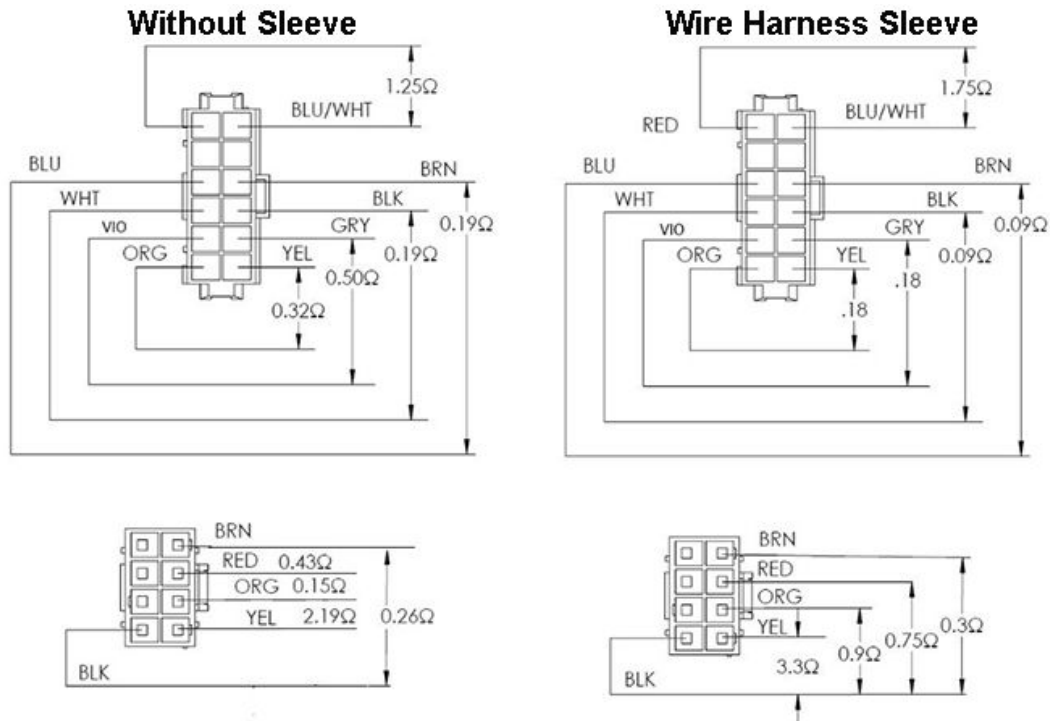 Without Sleeve
1.25Ω
BLU/WHT
BLU
BRN
WHT
BLK
0.19Ω
VIO
GRY
0.19Ω
ORG
YEL
0.50Ω
0.32Ω
BRN
RED 0.43Ω
ORG 0.15Ω
YEL 2.19Ω
0.26Ω
BLK
Wire Harness Sleeve
1.75Ω
RED
BLU/WHT
BLU
BRN
WHT
BLK
0.09Ω
VIO
GRY
0.09Ω
ORG
YEL
.18
.18
BRN
RED
ORG
YEL
0.3Ω
0.75Ω
0.9Ω
3.3Ω
BLK